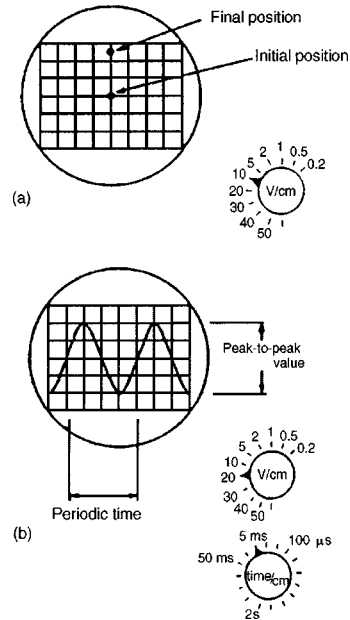 Final position
Initial position
(a)
50
40
30
20
10
5
2
1
0.5
0.2
V/cm
Peak-to-peak
value
Periodic time
(b)
50
40
30
20
10
5
2
1
0.5
0.2
V/cm
50 ms
5 ms
100 μs
time/cm
2s